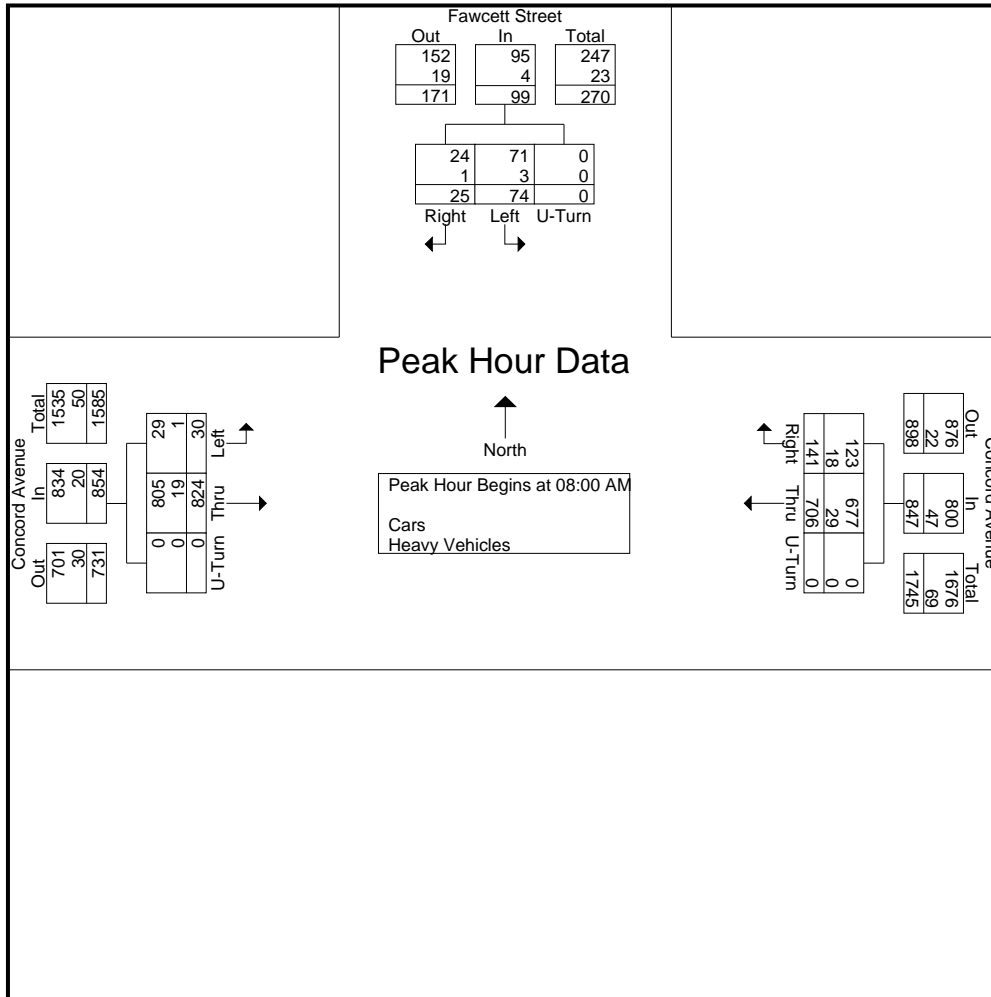 Fawcett Street
Out In Total
152 95 247
19 4 23
171 99 270
24 71 0
1 3 0
25 74 0
Right Left U-Turn
Peak Hour Data
North
Peak Hour Begins at 08:00 AM
Cars
Heavy Vehicles
Concord Avenue
Out In Total
701 834 1535
30 20 50
731 854 1585
Left Thru U-Turn
29 805 0
1 19 0
30 824 0
Concord Avenue
Out In Total
876 800 1676
22 47 69
898 847 1745
123 677 0
18 29 0
141 706 0
Right Thru U-Turn